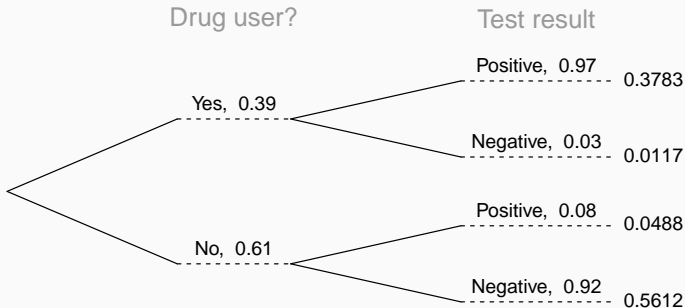 Drug user?
Test result
Positive, 0.97
0.3783
Yes, 0.39
Negative, 0.03
0.0117
Positive, 0.08
0.0488
No, 0.61
Negative, 0.92
0.5612